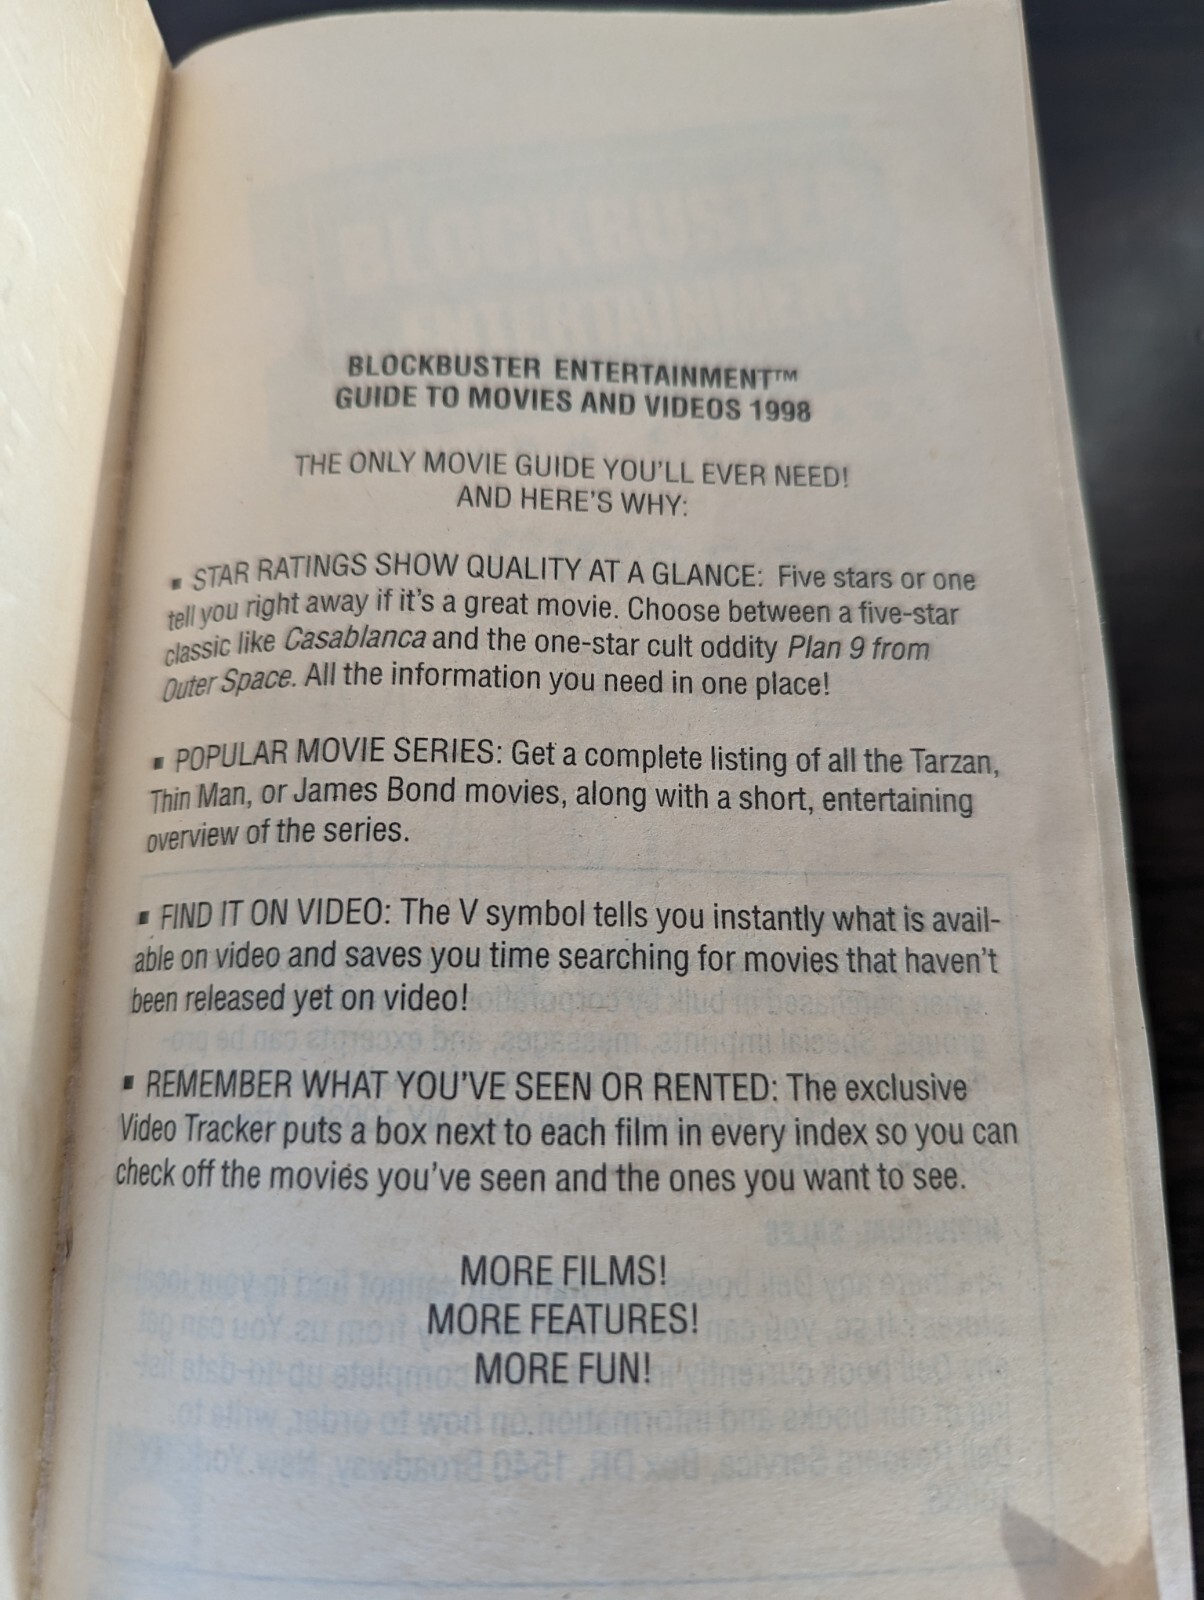 BLOCKBUSTER ENTERTAINMENT™
GUIDE TO MOVIES AND VIDEOS 1998
THE ONLY MOVIE GUIDE YOU'LL EVER NEED!
AND HERE'S WHY:
▪ STAR RATINGS SHOW QUALITY AT A GLANCE: Five stars or one
tell you right away if it's a great movie. Choose between a five-star
classic like Casablanca and the one-star cult oddity Plan 9 from
Outer Space. All the information you need in one place!
▪ POPULAR MOVIE SERIES: Get a complete listing of all the Tarzan,
Thin Man, or James Bond movies, along with a short, entertaining
overview of the series.
▪ FIND IT ON VIDEO: The V symbol tells you instantly what is avail-
able on video and saves you time searching for movies that haven't
been released yet on video!
▪ REMEMBER WHAT YOU'VE SEEN OR RENTED: The exclusive
Video Tracker puts a box next to each film in every index so you can
check off the movies you've seen and the ones you want to see.
MORE FILMS!
MORE FEATURES!
MORE FUN!